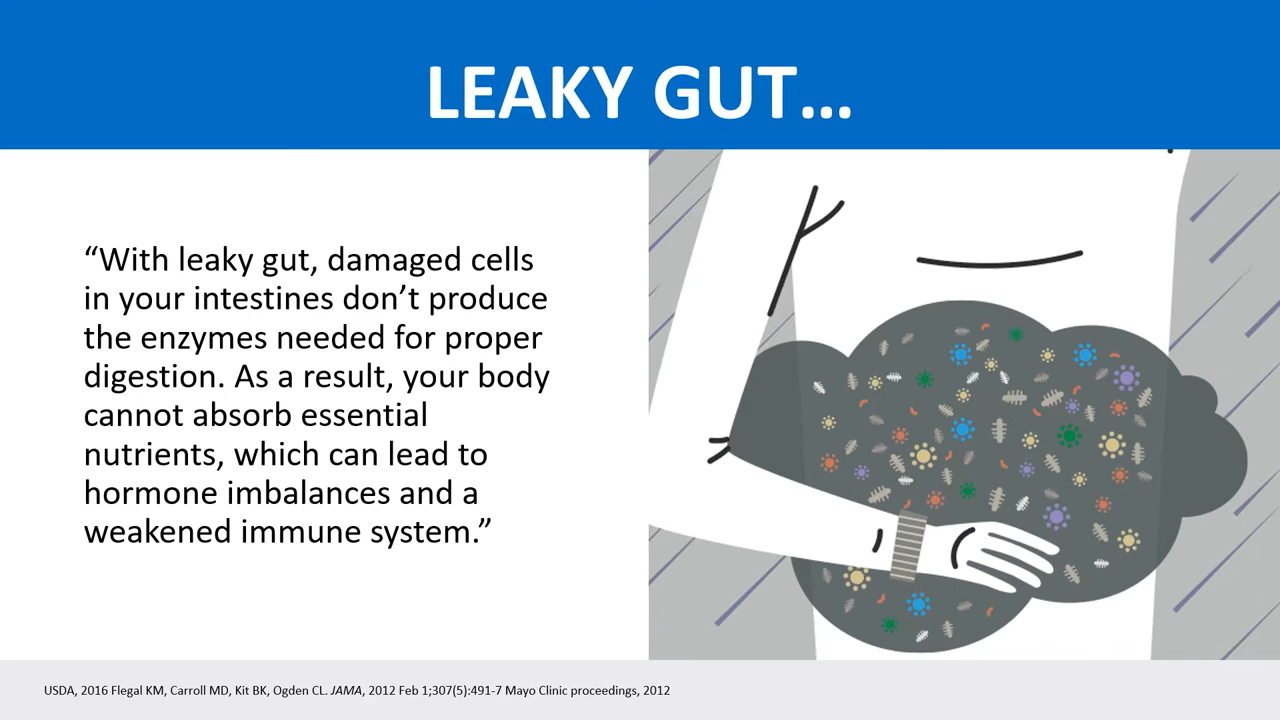 LEAKY GUT...
“With leaky gut, damaged cells
in your intestines don’t produce
the enzymes needed for proper
digestion. As a result, your body
cannot absorb essential
nutrients, which can lead to
hormone imbalances and a
weakened immune system.”
USDA, 2016 Flegal KM, Carroll MD, Kit BK, Ogden CL. JAMA, 2012 Feb 1;307(5):491-7 Mayo Clinic proceedings, 2012